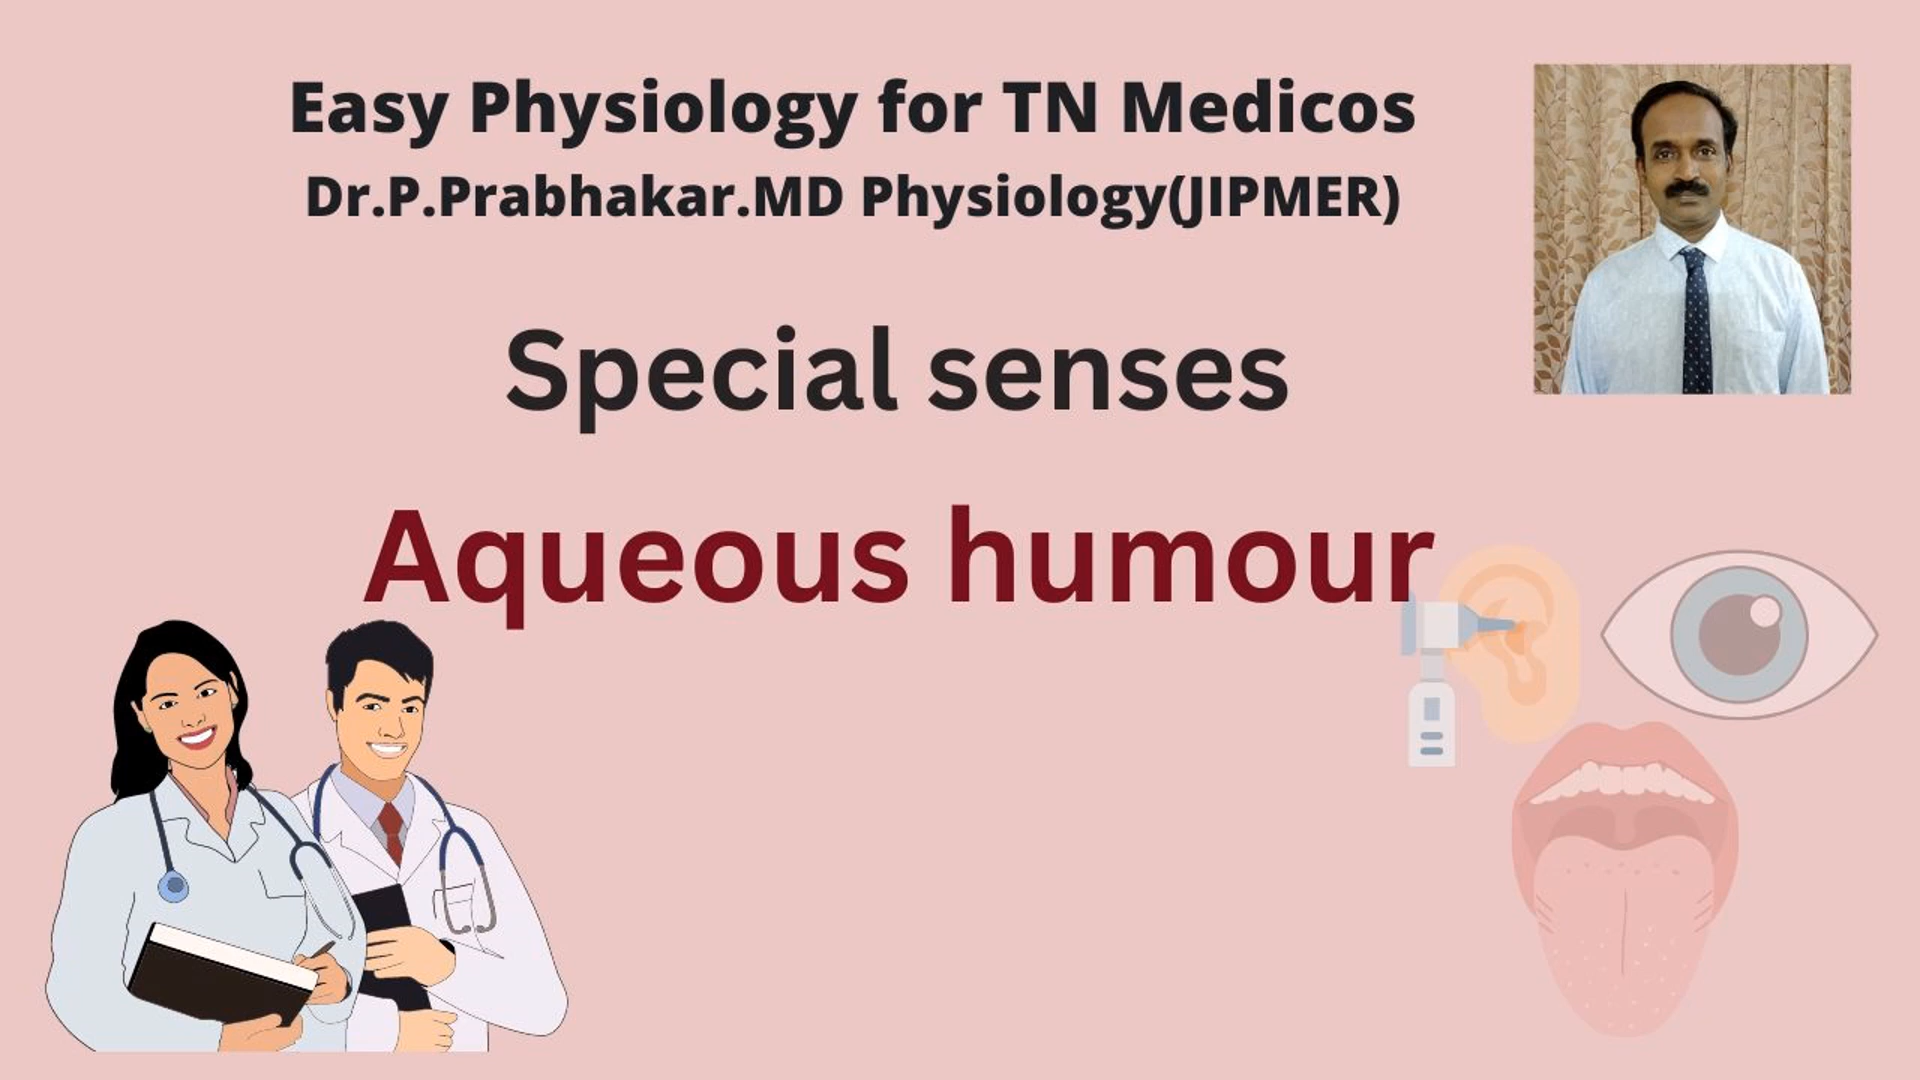 Easy Physiology for TN Medicos
Dr.P.Prabhakar.MD Physiology(JIPMER)
Special senses
Aqueous humour